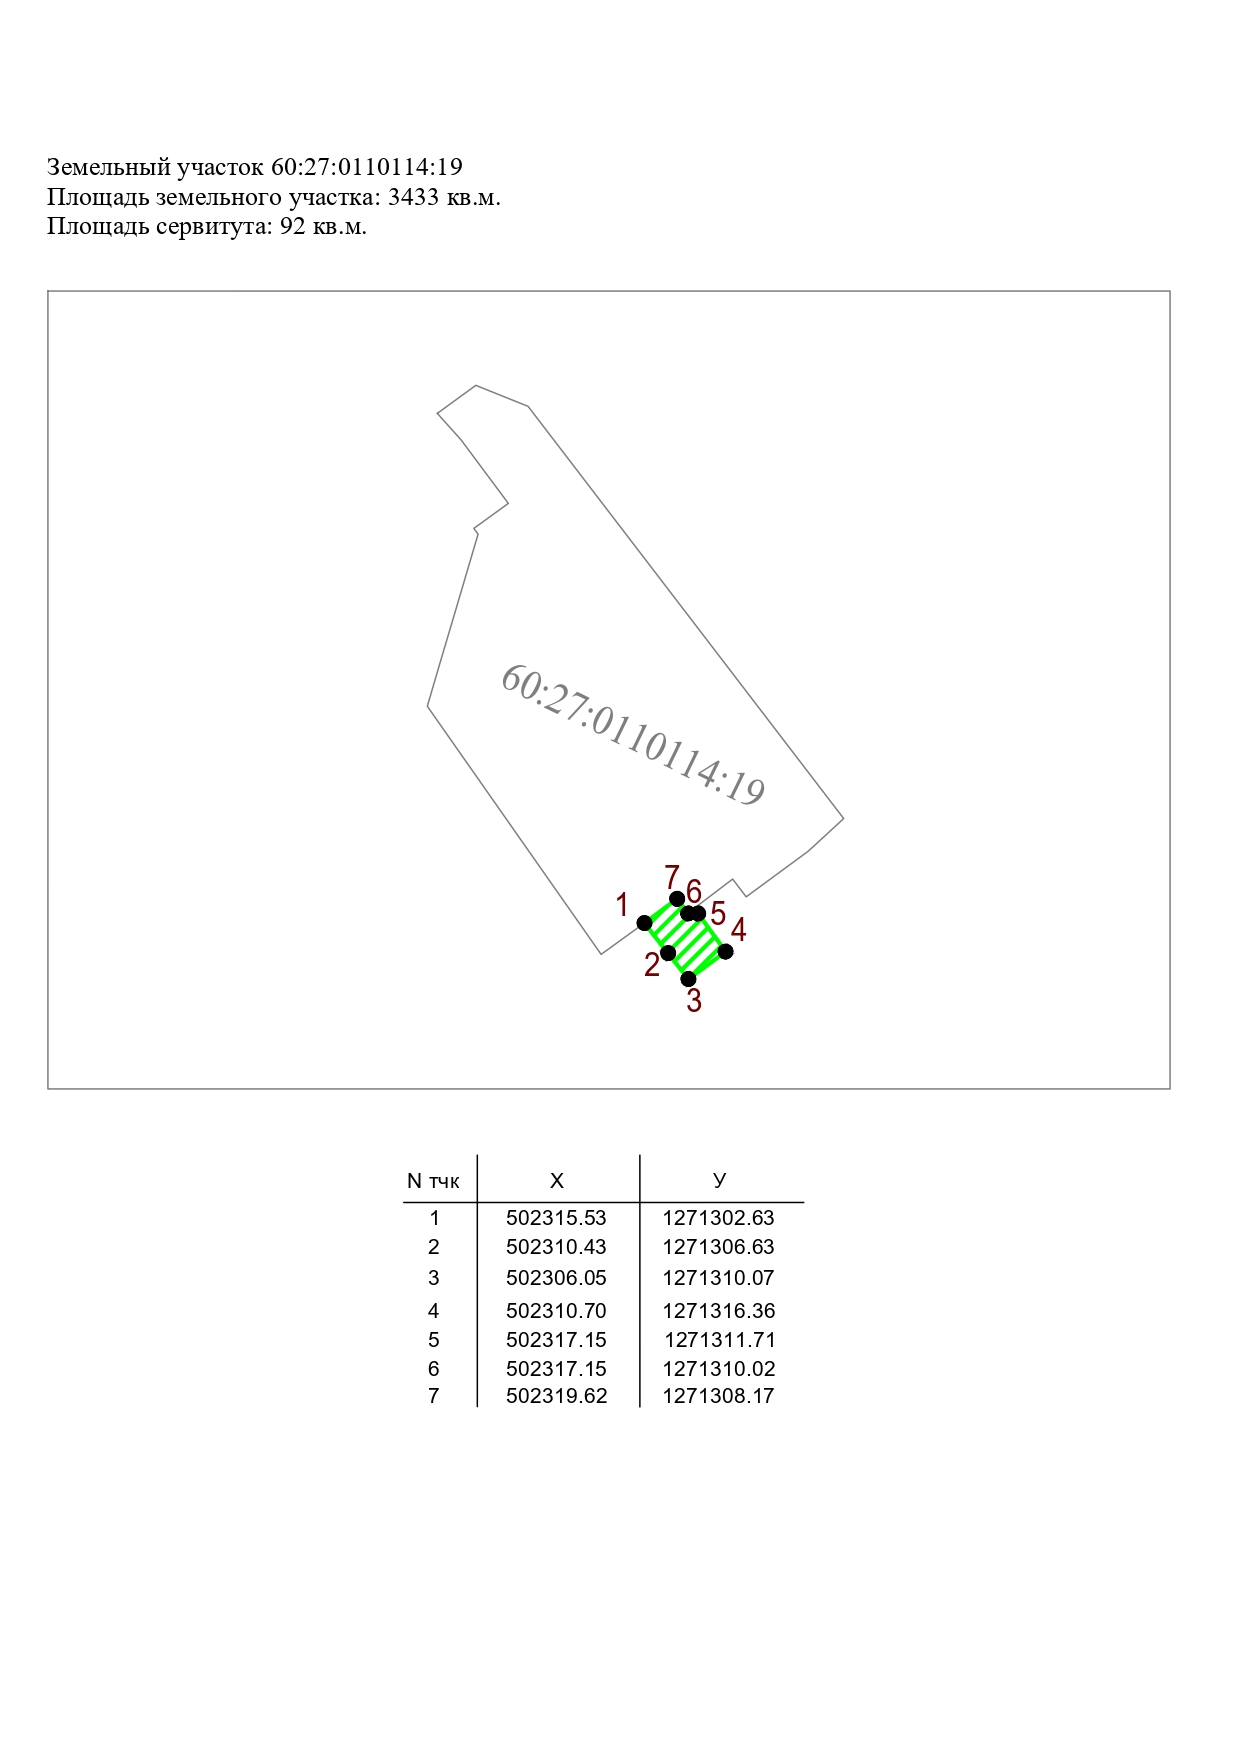 Земельный участок 60:27:0110114:19
Площадь земельного участка: 3433 кв.м.
Площадь сервитута: 92 кв.м.
60:27:0110114:19
7
6
1
5
4
2
3
N тчк X У
1 502315.53 1271302.63
2 502310.43 1271306.63
3 502306.05 1271310.07
4 502310.70 1271316.36
5 502317.15 1271311.71
6 502317.15 1271310.02
7 502319.62 1271308.17